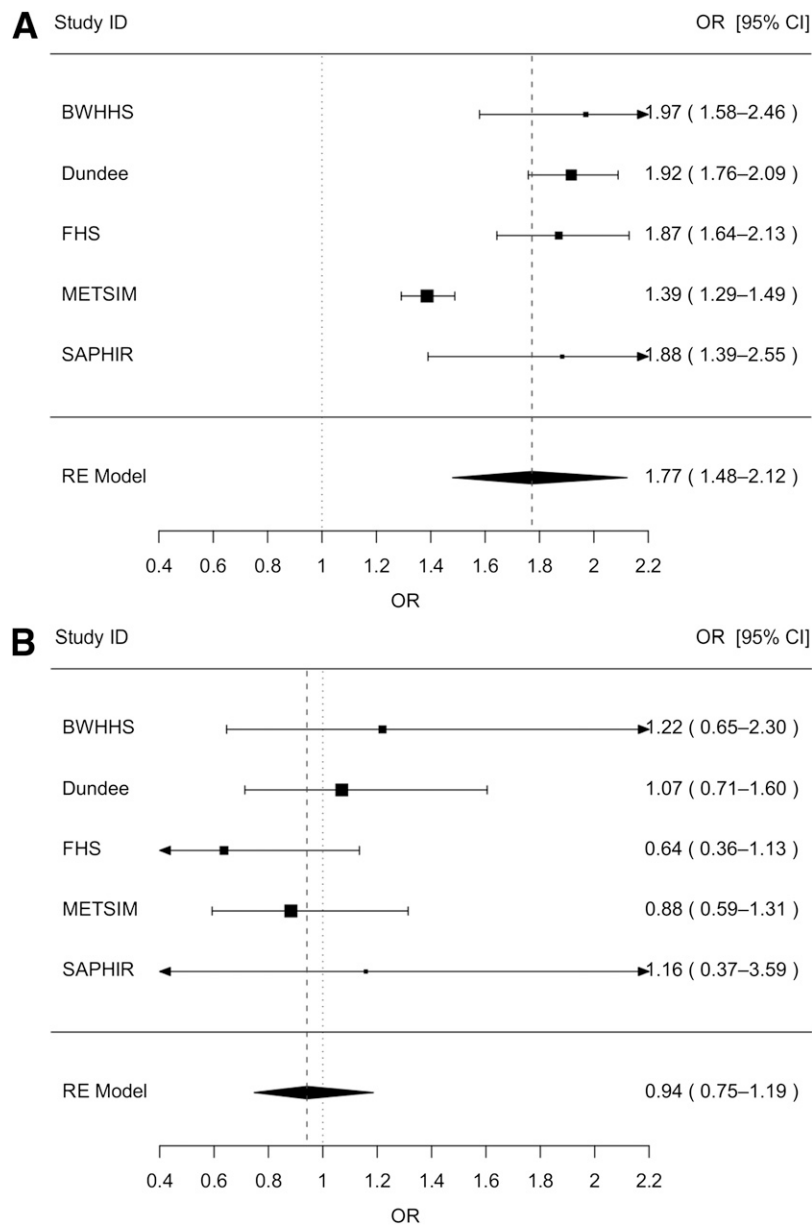 A Study ID OR [95% CI]
BWHHS 1.97 ( 1.58–2.46 )
Dundee 1.92 ( 1.76–2.09 )
FHS 1.87 ( 1.64–2.13 )
METSIM 1.39 ( 1.29–1.49 )
SAPHIR 1.88 ( 1.39–2.55 )
RE Model 1.77 ( 1.48–2.12 )
0.4 0.6 0.8 1 1.2 1.4 1.6 1.8 2 2.2
OR
B Study ID OR [95% CI]
BWHHS 1.22 ( 0.65–2.30 )
Dundee 1.07 ( 0.71–1.60 )
FHS 0.64 ( 0.36–1.13 )
METSIM 0.88 ( 0.59–1.31 )
SAPHIR 1.16 ( 0.37–3.59 )
RE Model 0.94 ( 0.75–1.19 )
0.4 0.6 0.8 1 1.2 1.4 1.6 1.8 2 2.2
OR